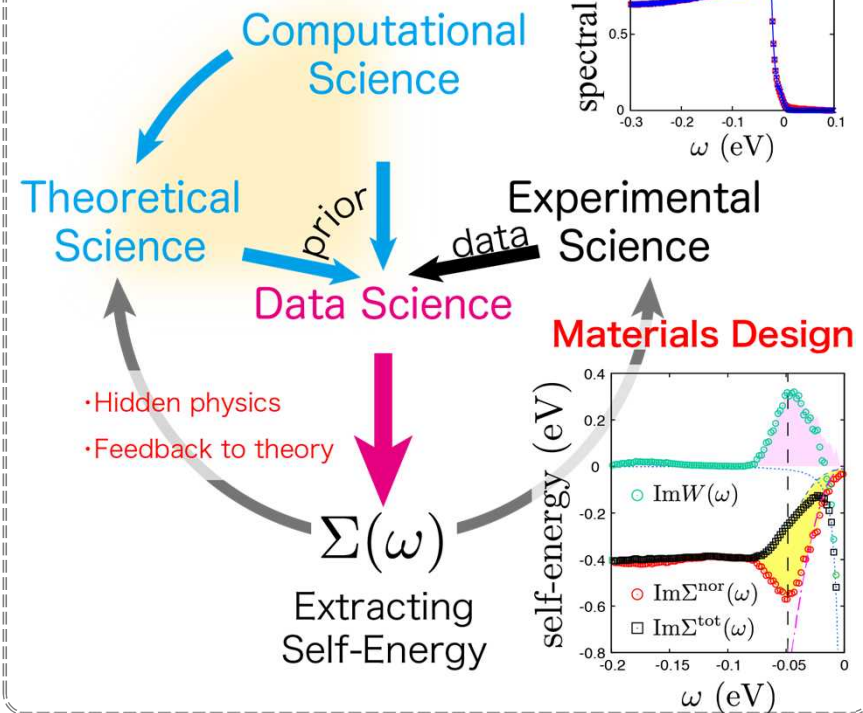 Computational
Science
spectral
0.5
0
-0.3
-0.2
-0.1
0
0.1
ω (eV)
Theoretical
Science
prior
data
Experimental
Science
Data Science
Materials Design
・Hidden physics
・Feedback to theory
Σ(ω)
Extracting
Self-Energy
self-energy (eV)
0.4
0.2
0
-0.2
-0.4
-0.6
-0.8
ImW(ω)
ImΣ^nor(ω)
ImΣ^tot(ω)
-0.2
-0.15
-0.1
-0.05
0
ω (eV)